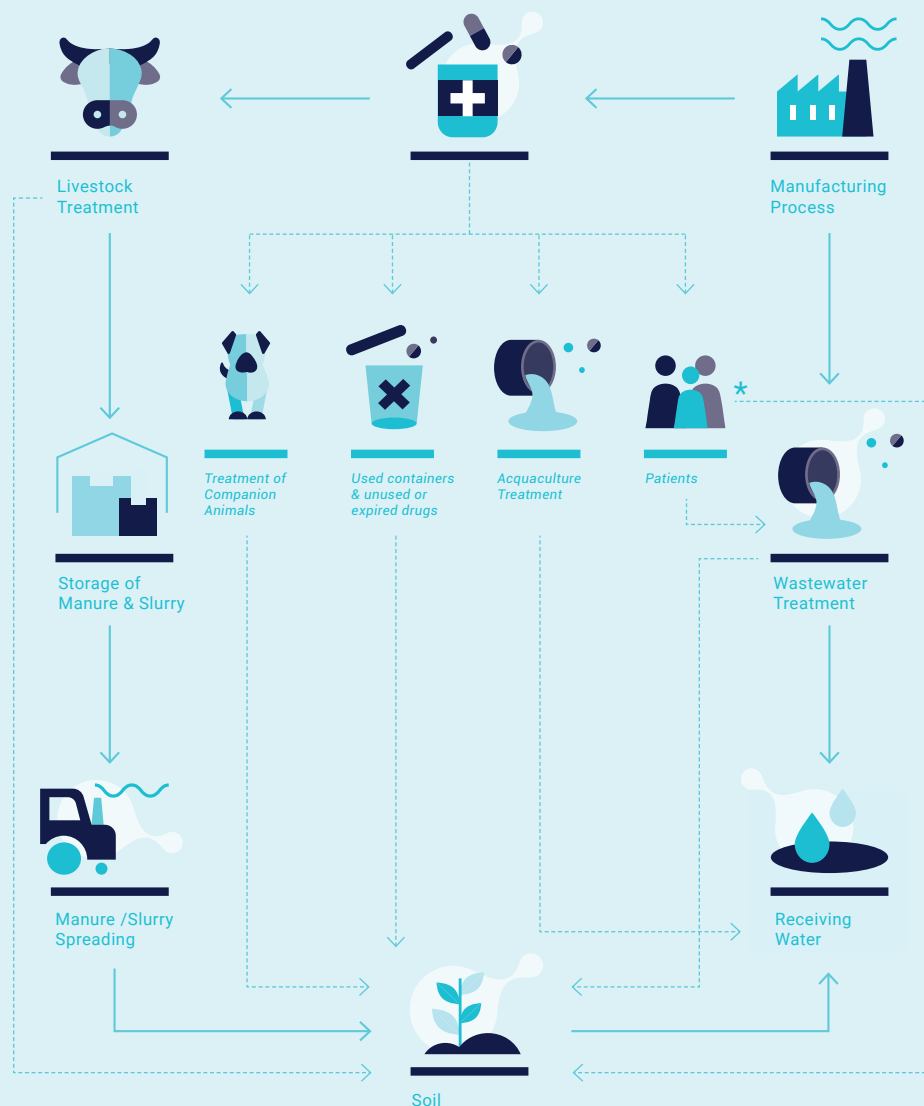 Livestock
Treatment
Manufacturing
Process
Treatment of
Companion
Animals
Used containers
& unused or
expired drugs
Acquaculture
Treatment
*
Patients
Storage of
Manure & Slurry
Wastewater
Treatment
Manure /Slurry
Spreading
Receiving
Water
Soil